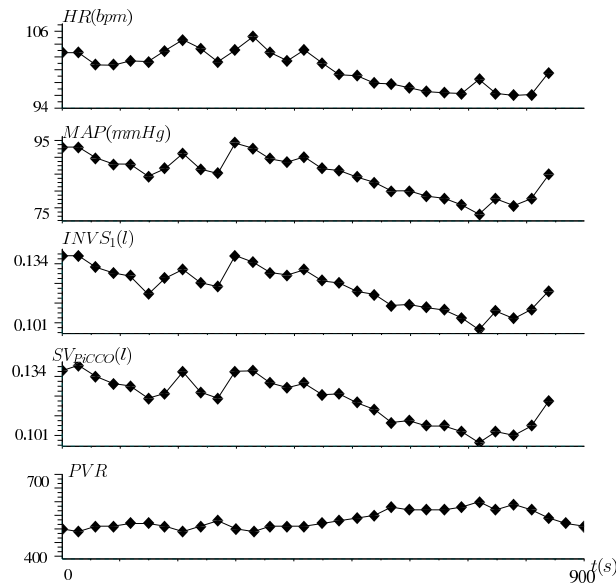 HR(bpm)
106
94
MAP(mmHg)
95
75
INVS₁(l)
0.134
0.101
SV_PiCCO(l)
0.134
0.101
PVR
700
400
0
900
t(s)